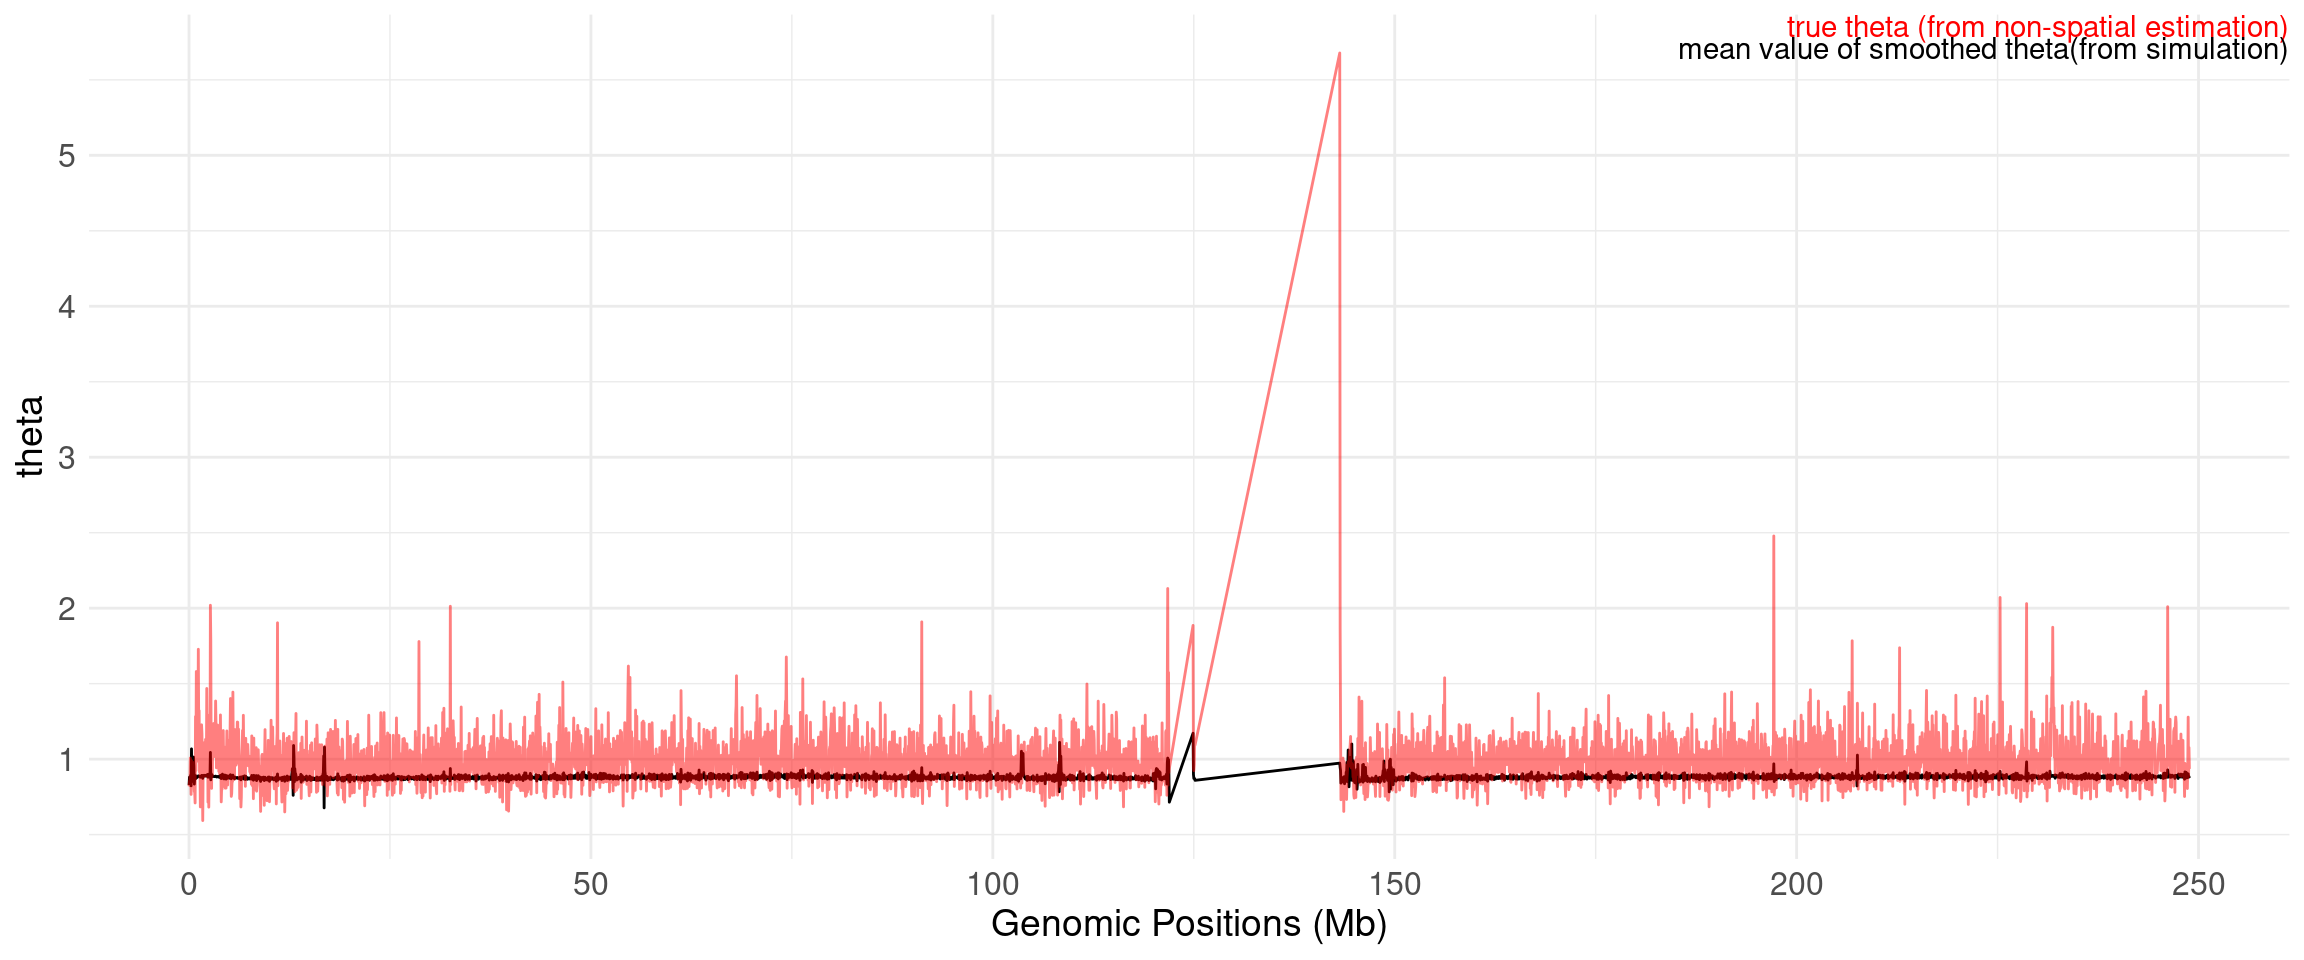 true theta (from non-spatial estimation)
mean value of smoothed theta(from simulation)
5
4
3
2
1
theta
0 50 100 150 200 250
Genomic Positions (Mb)